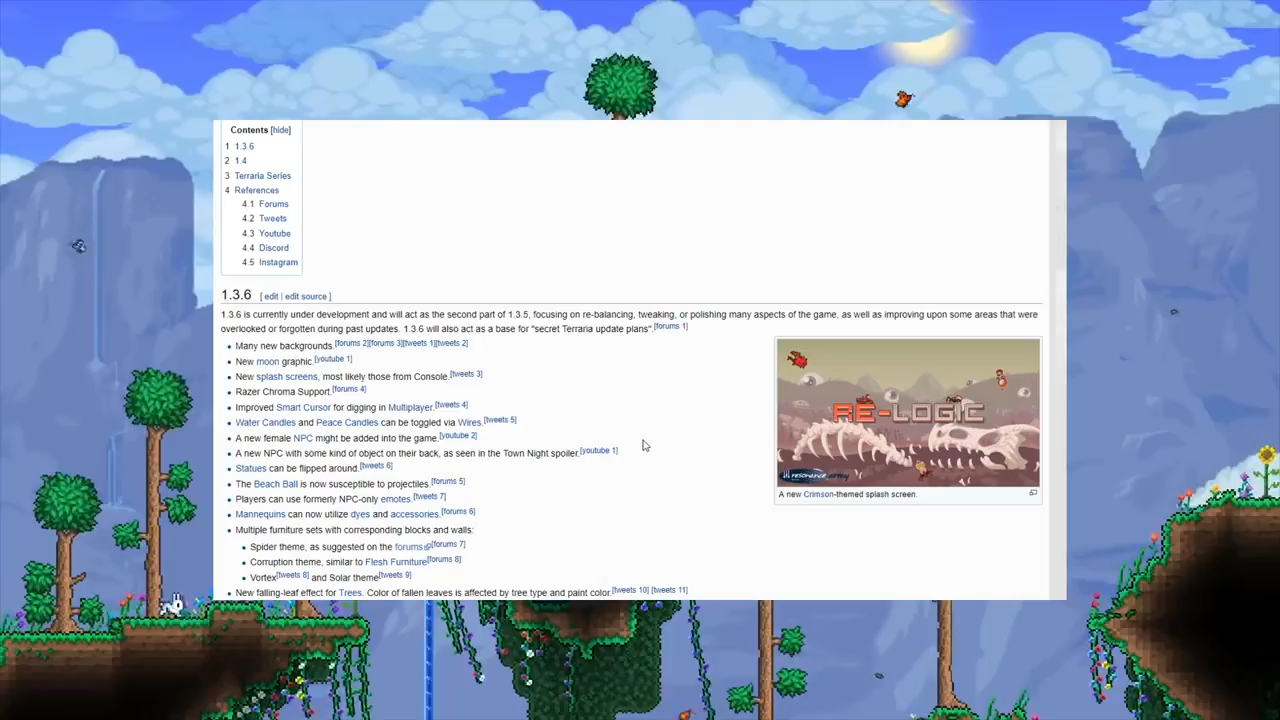 Contents [hide]
1 1.3.6
2 1.4
3 Terraria Series
4 References
4.1 Forums
4.2 Tweets
4.3 Youtube
4.4 Discord
4.5 Instagram
1.3.6 [ edit | edit source ]
1.3.6 is currently under development and will act as the second part of 1.3.5, focusing on re-balancing, tweaking, or polishing many aspects of the game, as well as improving upon some areas that were
overlooked or forgotten during past updates. 1.3.6 will also act as a base for "secret Terraria update plans".[forums 1]
• Many new backgrounds.[forums 2][forums 3][tweets 1][tweets 2]
• New moon graphic.[youtube 1]
• New splash screens, most likely those from Console.[tweets 3]
• Razer Chroma Support.[forums 4]
• Improved Smart Cursor for digging in Multiplayer.[tweets 4]
• Water Candles and Peace Candles can be toggled via Wires.[tweets 5]
• A new female NPC might be added into the game.[youtube 2]
• A new NPC with some kind of object on their back, as seen in the Town Night spoiler.[youtube 1]
• Statues can be flipped around.[tweets 6]
• The Beach Ball is now susceptible to projectiles.[forums 5]
• Players can use formerly NPC-only emotes.[tweets 7]
• Mannequins can now utilize dyes and accessories.[forums 6]
• Multiple furniture sets with corresponding blocks and walls:
• Spider theme, as suggested on the forums[forums 7]
• Corruption theme, similar to Flesh Furniture[forums 8]
• Vortex[tweets 8] and Solar theme[tweets 9]
• New falling-leaf effect for Trees. Color of fallen leaves is affected by tree type and paint color.[tweets 10] [tweets 11]
RE-LOGIC
A new Crimson-themed splash screen.